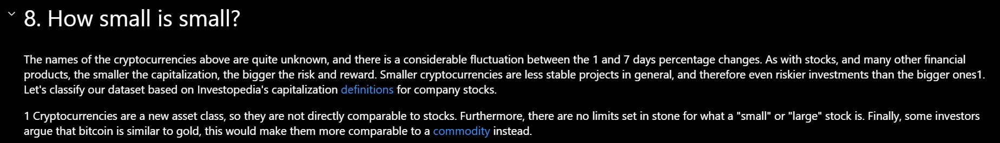 8. How small is small?
The names of the cryptocurrencies above are quite unknown, and there is a considerable fluctuation between the 1 and 7 days percentage changes. As with stocks, and many other financial
products, the smaller the capitalization, the bigger the risk and reward. Smaller cryptocurrencies are less stable projects in general, and therefore even riskier investments than the bigger ones1.
Let's classify our dataset based on Investopedia's capitalization definitions for company stocks.
1 Cryptocurrencies are a new asset class, so they are not directly comparable to stocks. Furthermore, there are no limits set in stone for what a "small" or "large" stock is. Finally, some investors
argue that bitcoin is similar to gold, this would make them more comparable to a commodity instead.